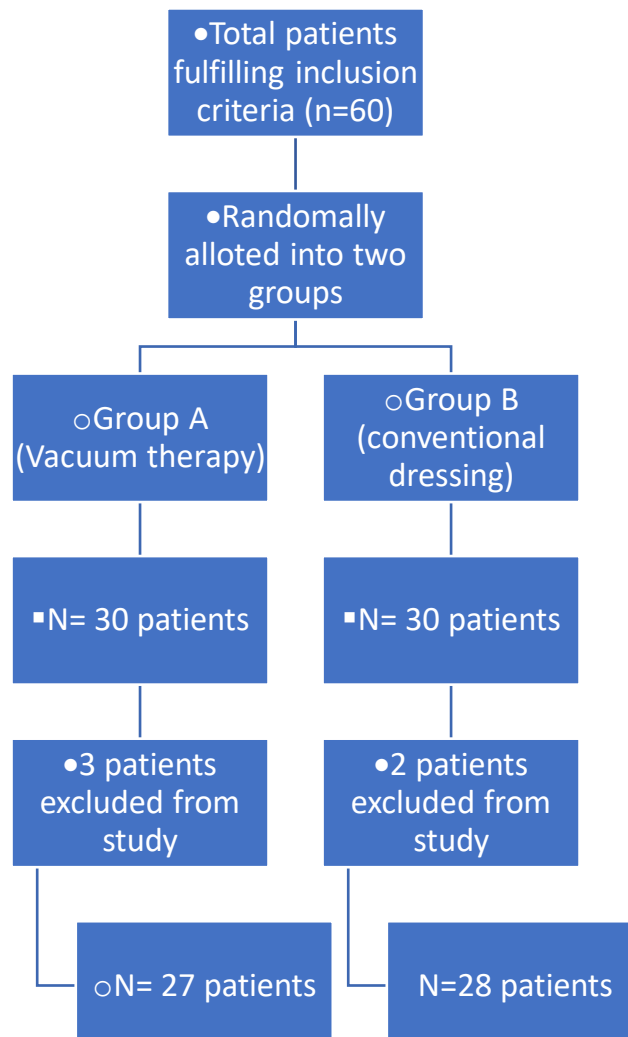 ●Total patients
fulfilling inclusion
criteria (n=60)
●Randomally
alloted into two
groups
○Group A
(Vacuum therapy)
○Group B
(conventional
dressing)
▪N= 30 patients
▪N= 30 patients
●3 patients
excluded from
study
●2 patients
excluded from
study
○N= 27 patients
N=28 patients